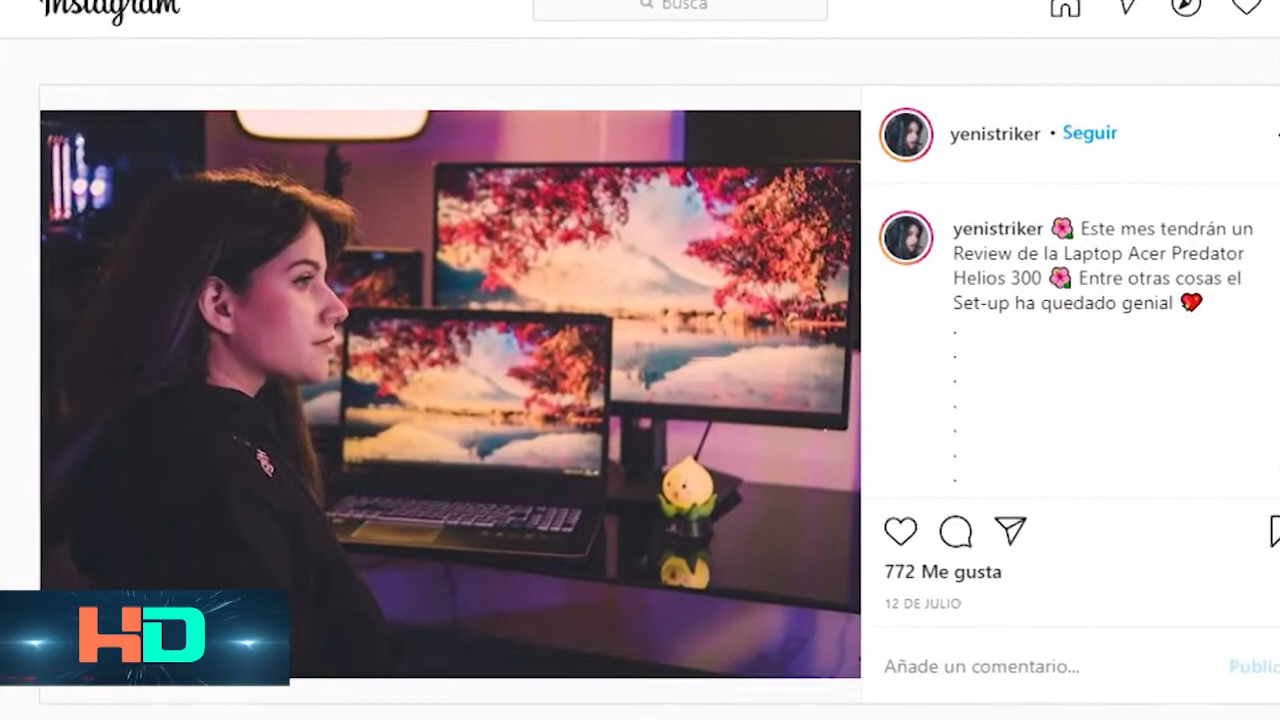 Instagram
Busca
yenistriker • Seguir
yenistriker 🌺 Este mes tendrán un
Review de la Laptop Acer Predator
Helios 300 🌺 Entre otras cosas el
Set-up ha quedado genial 💖
.
.
.
.
.
.
.
772 Me gusta
12 DE JULIO
Añade un comentario...
Public
HD